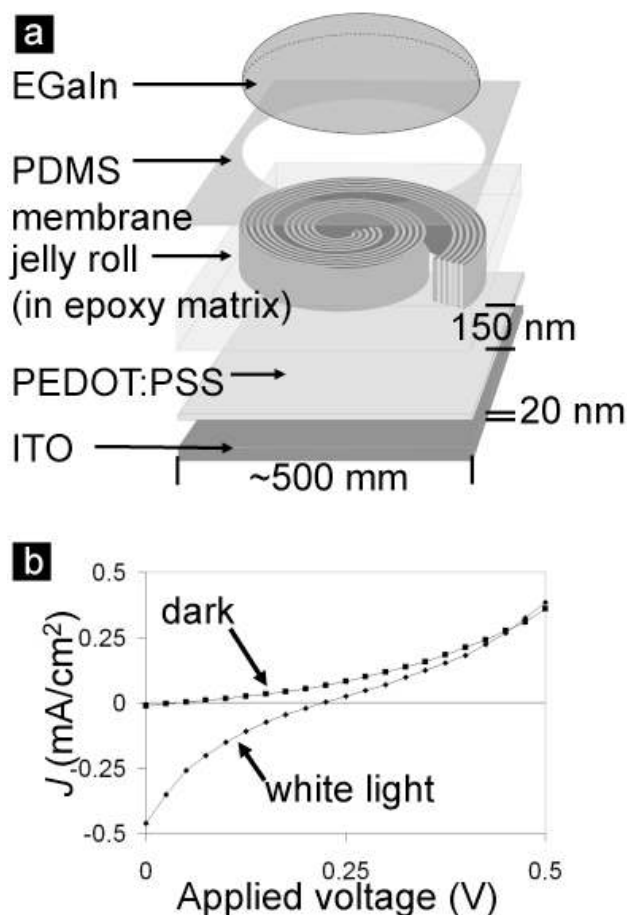 a
EGaIn
PDMS
membrane
jelly roll
(in epoxy matrix)
150 nm
PEDOT:PSS
20 nm
ITO
~500 mm
b
0.5
dark
0.25
J (mA/cm²)
0
-0.25
white light
-0.5
0
0.25
0.5
Applied voltage (V)